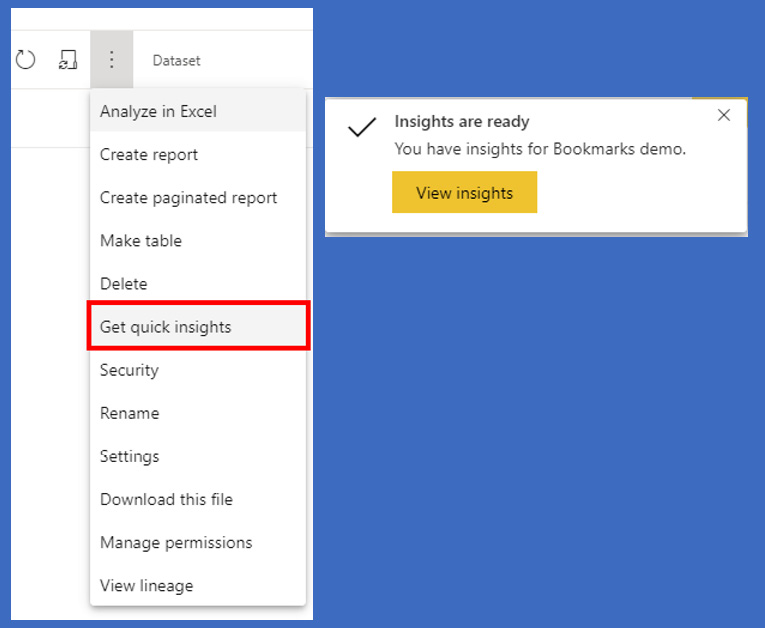 Dataset
Analyze in Excel
Create report
Create paginated report
Make table
Delete
Get quick insights
Security
Rename
Settings
Download this file
Manage permissions
View lineage
Insights are ready
You have insights for Bookmarks demo.
View insights